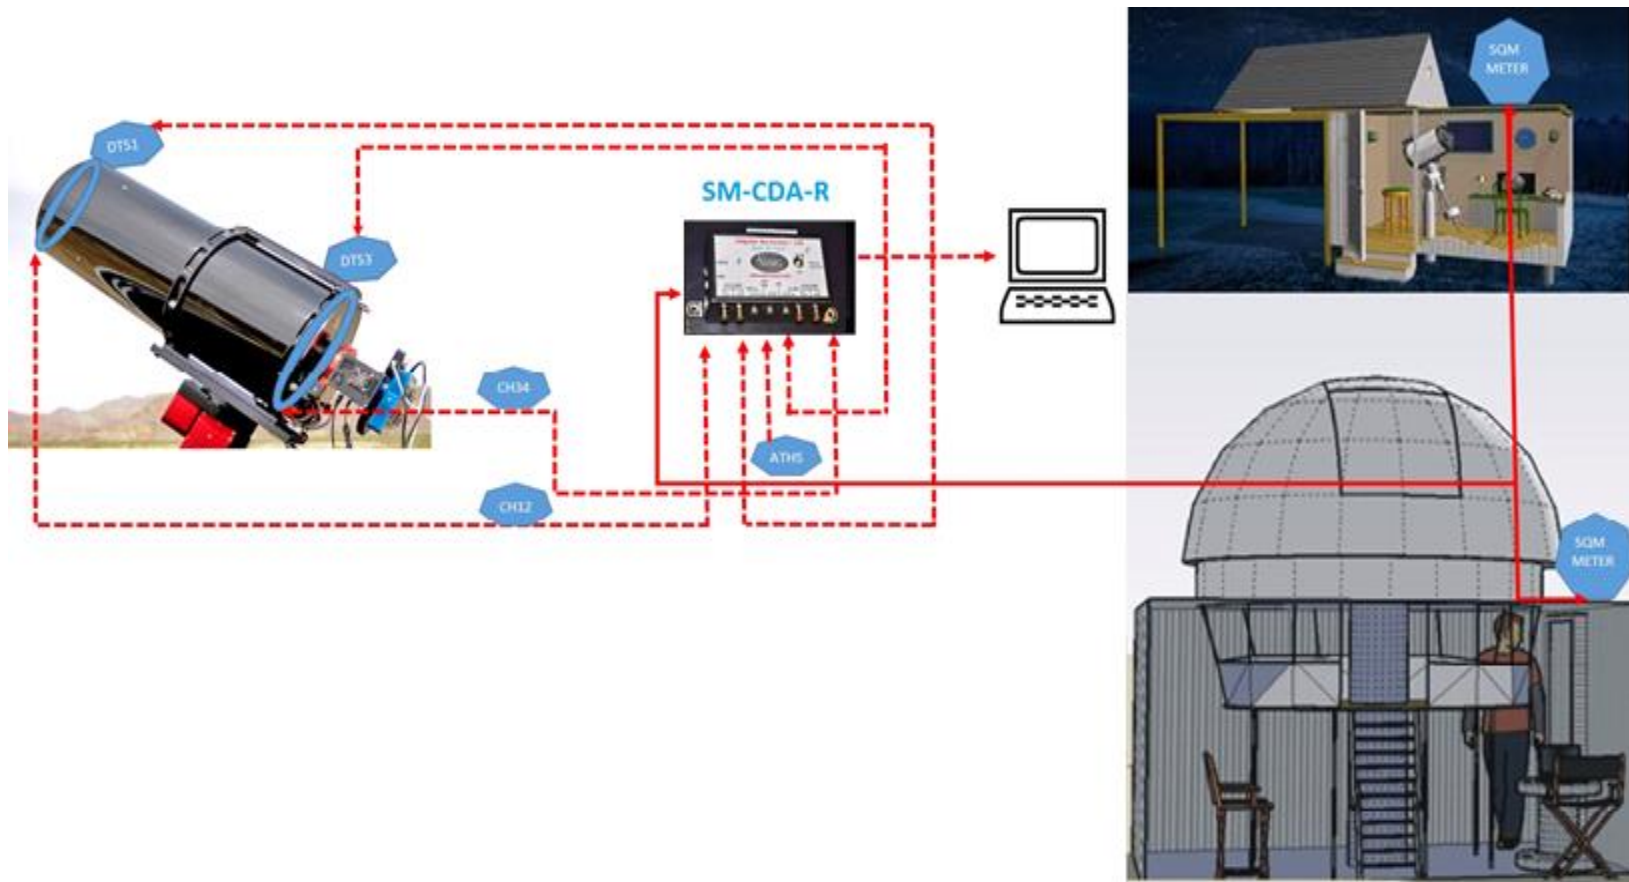 SQM
METER
DTS1
SM-CDA-R
DTS3
CH34
ATHS
CH12
SQM
METER